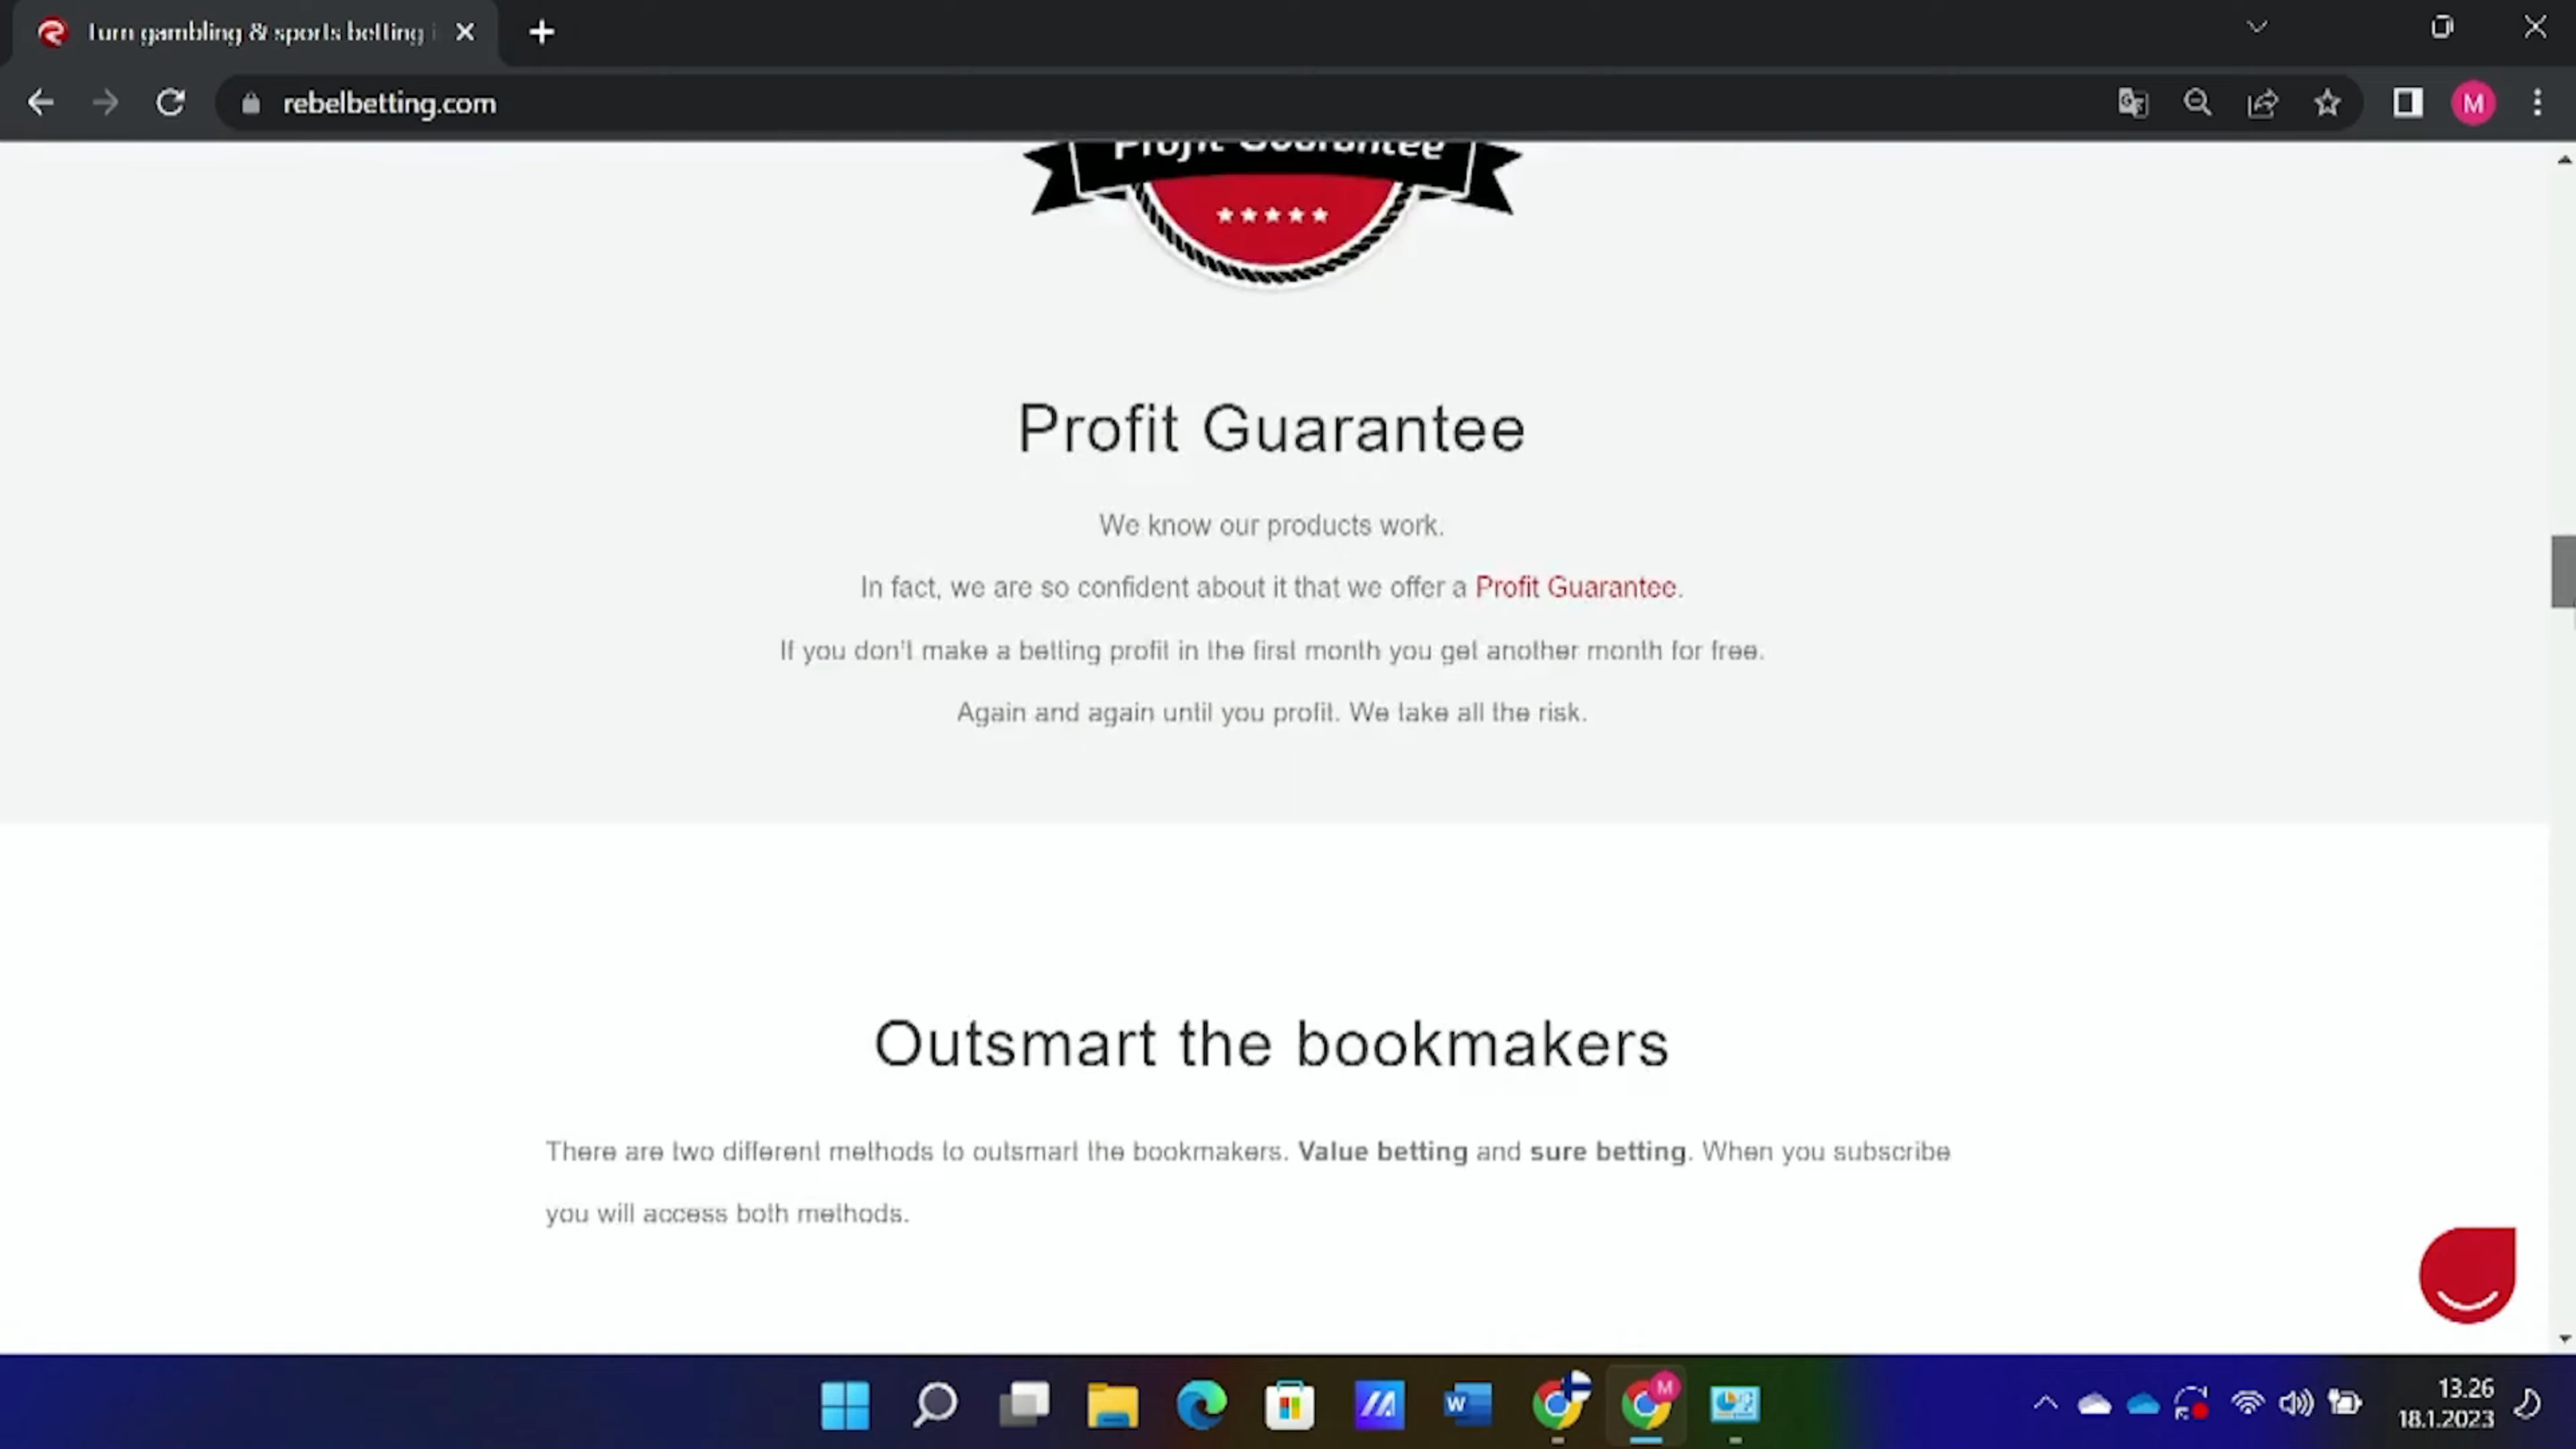 Turn gambling & sports betting i
rebelbetting.com
M
Profit Guarantee
Profit Guarantee
We know our products work.
In fact, we are so confident about it that we offer a Profit Guarantee.
If you don't make a betting profit in the first month you get another month for free.
Again and again until you profit. We take all the risk.
Outsmart the bookmakers
There are two different methods to outsmart the bookmakers. Value betting and sure betting. When you subscribe
you will access both methods.
W
M
13.26
18.1.2023